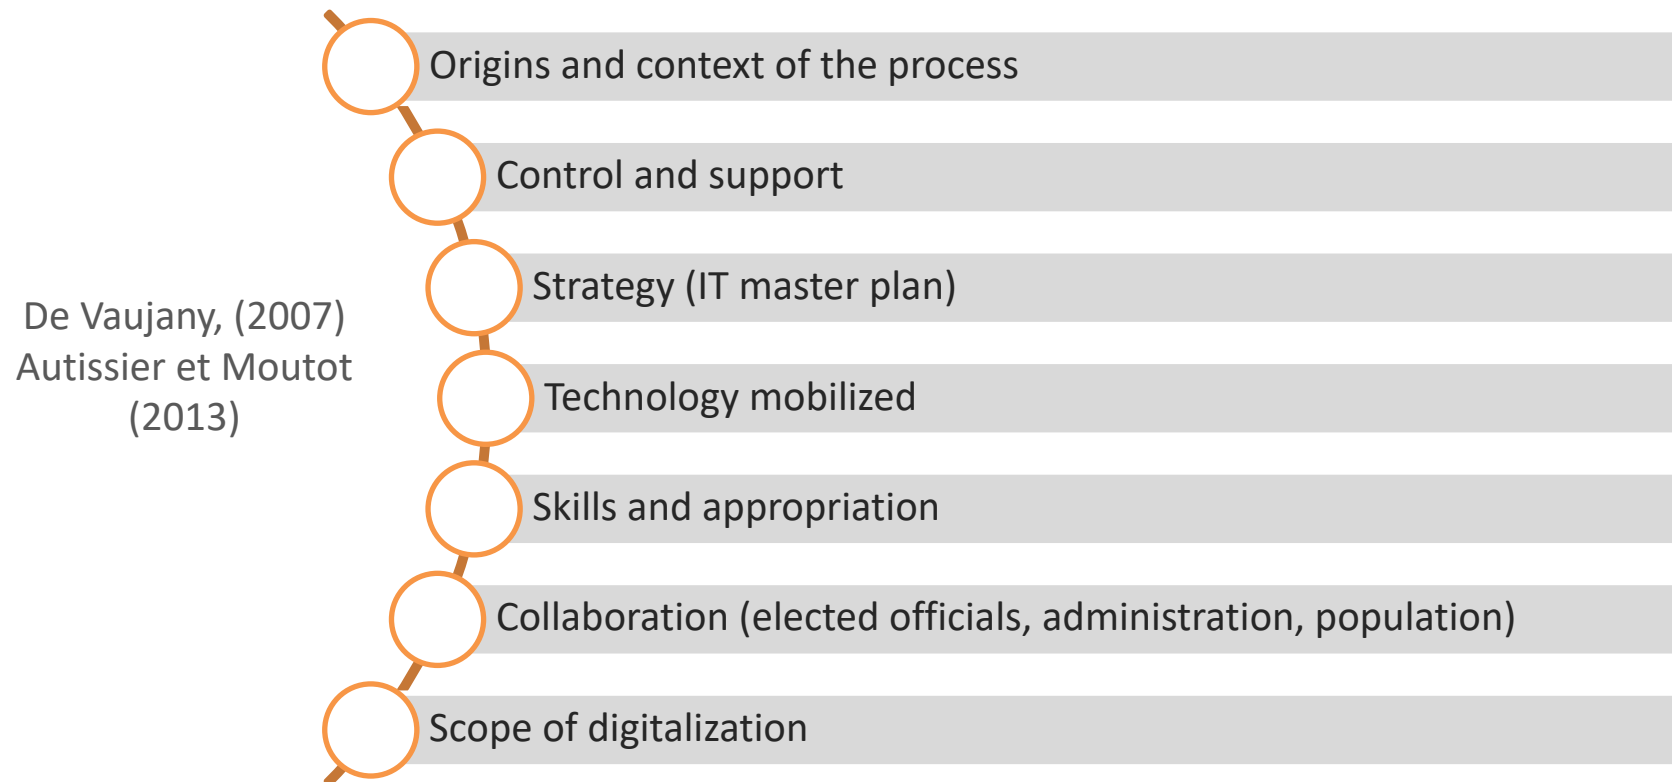 De Vaujany, (2007)
Autissier et Moutot
(2013)
Origins and context of the process
Control and support
Strategy (IT master plan)
Technology mobilized
Skills and appropriation
Collaboration (elected officials, administration, population)
Scope of digitalization